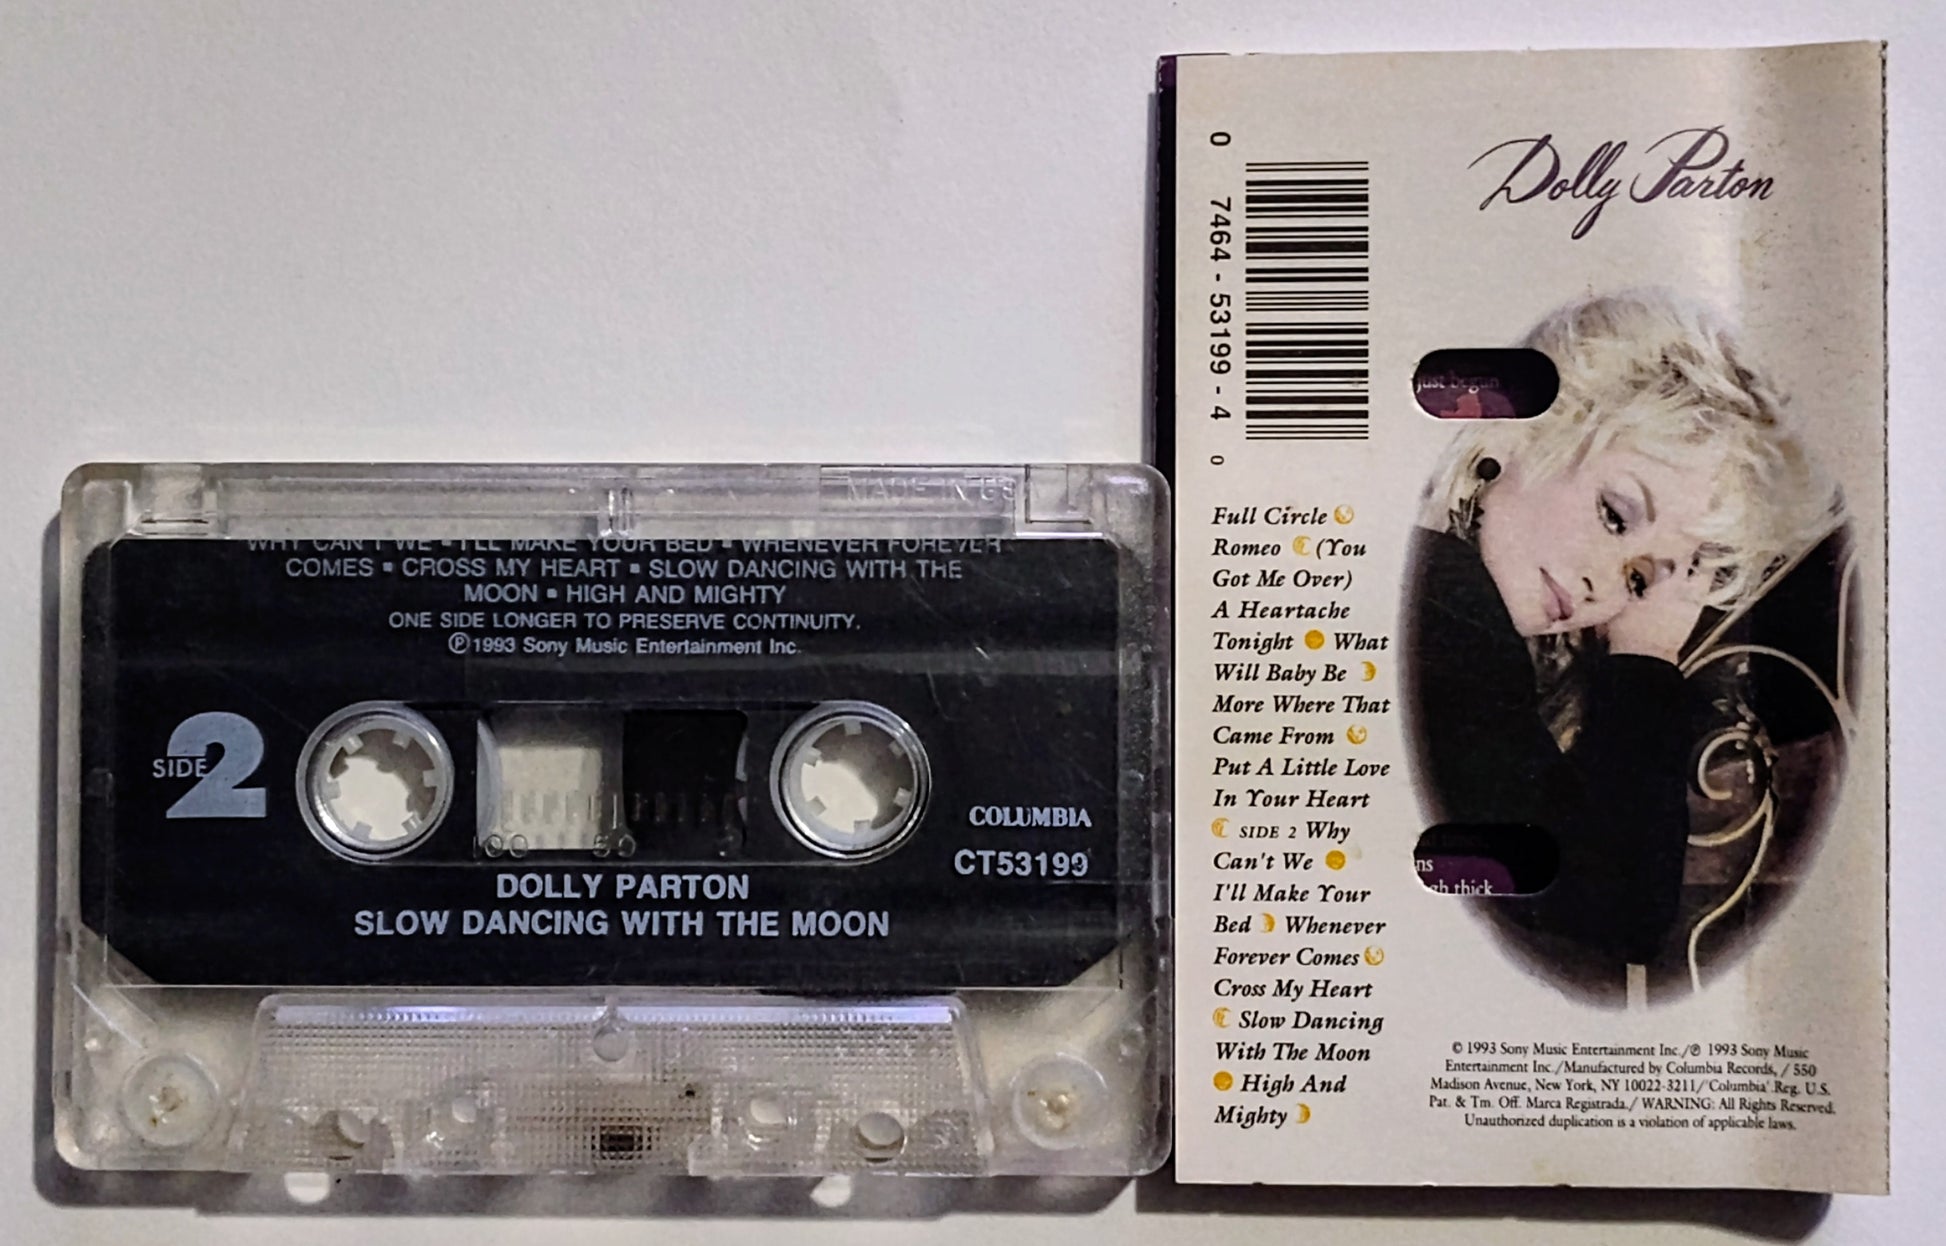 MADE IN USA
WHY CAN'T WE ▪ I'LL MAKE YOUR BED ▪ WHENEVER FOREVER
COMES ▪ CROSS MY HEART ▪ SLOW DANCING WITH THE
MOON ▪ HIGH AND MIGHTY
ONE SIDE LONGER TO PRESERVE CONTINUITY.
℗1993 Sony Music Entertainment Inc.
SIDE 2
100 50
COLUMBIA
CT53199
DOLLY PARTON
SLOW DANCING WITH THE MOON
0 7464 - 53199 - 4 0
Dolly Parton
just begun
Full Circle
Romeo (You
Got Me Over)
A Heartache
Tonight What
Will Baby Be
More Where That
Came From
Put A Little Love
In Your Heart
SIDE 2 Why
Can't We
I'll Make Your
Bed Whenever
Forever Comes
Cross My Heart
Slow Dancing
With The Moon
High And
Mighty
thick
© 1993 Sony Music Entertainment Inc./℗ 1993 Sony Music
Entertainment Inc./Manufactured by Columbia Records, / 550
Madison Avenue, New York, NY 10022-3211/'Columbia' Reg. U.S.
Pat. & Tm. Off. Marca Registrada./ WARNING: All Rights Reserved.
Unauthorized duplication is a violation of applicable laws.